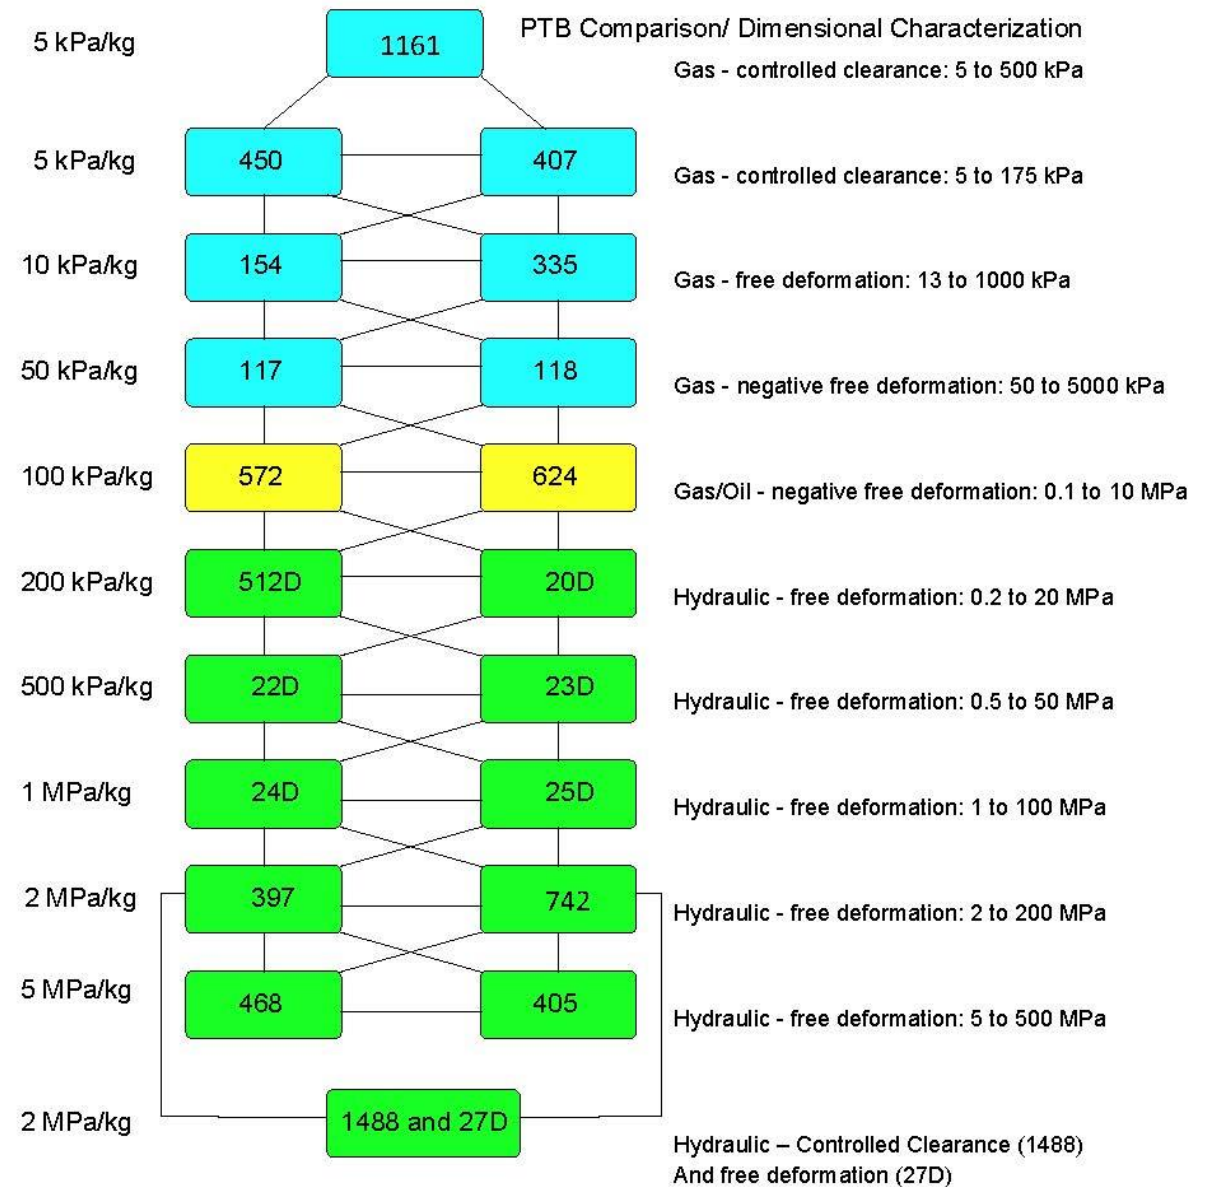 PTB Comparison/ Dimensional Characterization
5 kPa/kg
1161
Gas - controlled clearance: 5 to 500 kPa
5 kPa/kg
450
407
Gas - controlled clearance: 5 to 175 kPa
10 kPa/kg
154
335
Gas - free deformation: 13 to 1000 kPa
50 kPa/kg
117
118
Gas - negative free deformation: 50 to 5000 kPa
100 kPa/kg
572
624
Gas/Oil - negative free deformation: 0.1 to 10 MPa
200 kPa/kg
512D
20D
Hydraulic - free deformation: 0.2 to 20 MPa
500 kPa/kg
22D
23D
Hydraulic - free deformation: 0.5 to 50 MPa
1 MPa/kg
24D
25D
Hydraulic - free deformation: 1 to 100 MPa
2 MPa/kg
397
742
Hydraulic - free deformation: 2 to 200 MPa
5 MPa/kg
468
405
Hydraulic - free deformation: 5 to 500 MPa
2 MPa/kg
1488 and 27D
Hydraulic – Controlled Clearance (1488)
And free deformation (27D)